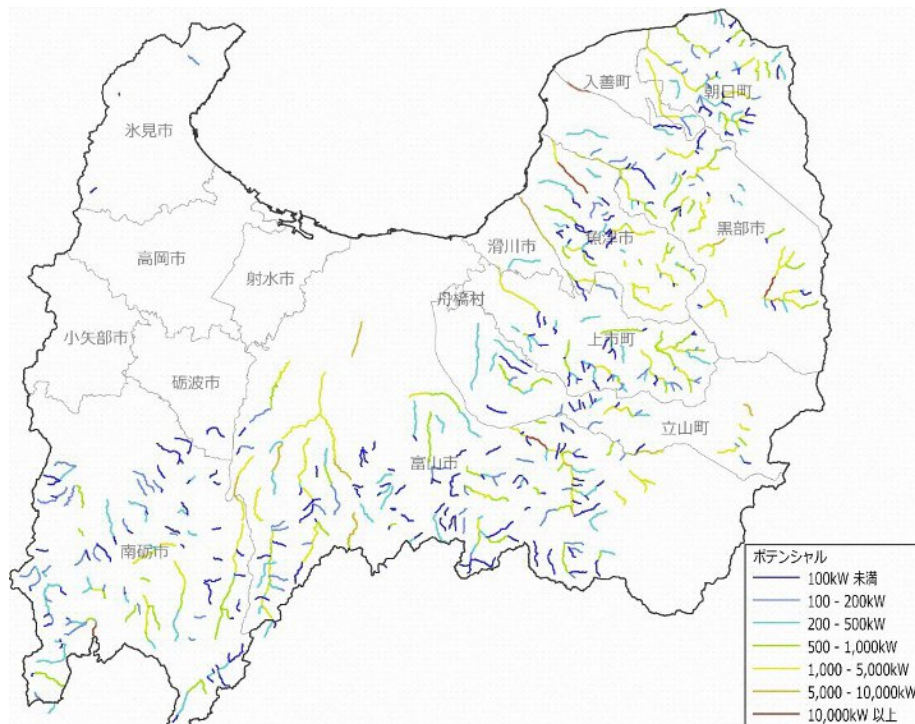 入善町
朝日町
氷見市
黒部市
魚津市
滑川市
高岡市
射水市
舟橋村
小矢部市
上市町
砺波市
立山町
富山市
南砺市
ポテンシャル
100kW 未満
100 - 200kW
200 - 500kW
500 - 1,000kW
1,000 - 5,000kW
5,000 - 10,000kW
10,000kW 以上